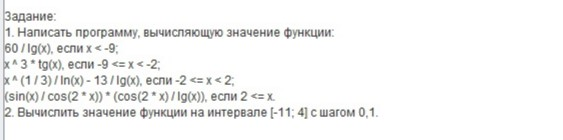 Задание:
1. Написать программу, вычисляющую значение функции:
60 / lg(x), если x < -9;
x ^ 3 * tg(x), если -9 <= x < -2;
x ^ (1 / 3) / ln(x) - 13 / lg(x), если -2 <= x < 2;
(sin(x) / cos(2 * x)) * (cos(2 * x) / lg(x)), если 2 <= x.
2. Вычислить значение функции на интервале [-11; 4] с шагом 0,1.